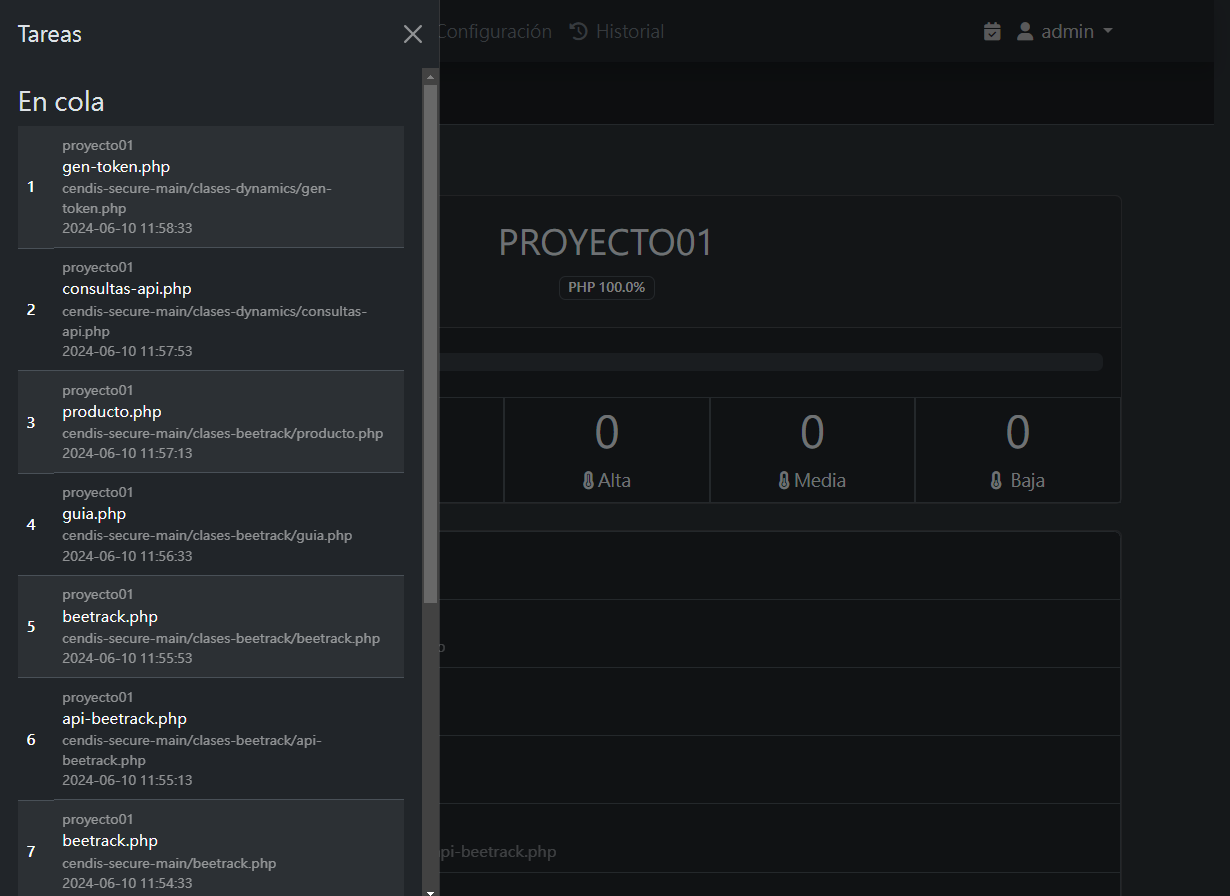 Tareas
Configuración
Historial
admin
En cola
1
proyecto01
gen-token.php
cendis-secure-main/clases-dynamics/gen-
token.php
2024-06-10 11:58:33
2
proyecto01
consultas-api.php
cendis-secure-main/clases-dynamics/consultas-
api.php
2024-06-10 11:57:53
3
proyecto01
producto.php
cendis-secure-main/clases-beetrack/producto.php
2024-06-10 11:57:13
4
proyecto01
guia.php
cendis-secure-main/clases-beetrack/guia.php
2024-06-10 11:56:33
5
proyecto01
beetrack.php
cendis-secure-main/clases-beetrack/beetrack.php
2024-06-10 11:55:53
6
proyecto01
api-beetrack.php
cendis-secure-main/clases-beetrack/api-
beetrack.php
2024-06-10 11:55:13
7
proyecto01
beetrack.php
cendis-secure-main/beetrack.php
2024-06-10 11:54:33
PROYECTO01
PHP 100.0%
0
Alta
0
Media
0
Baja
api-beetrack.php